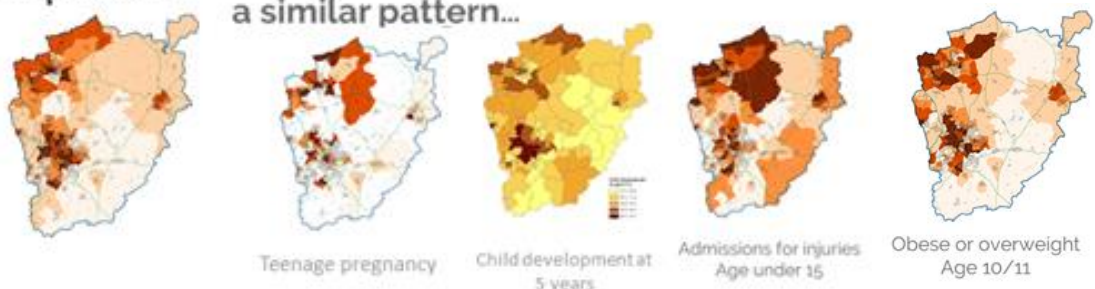 a similar pattern...
Teenage pregnancy
Child development at
5 years
Admissions for injuries
Age under 15
Obese or overweight
Age 10/11